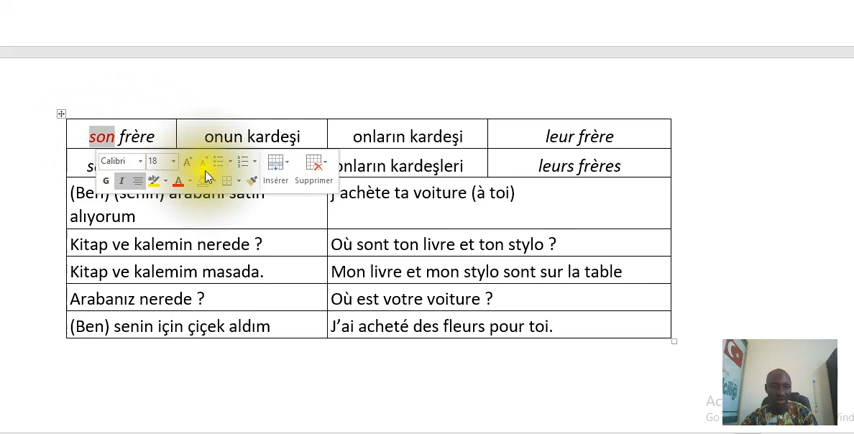 son frère onun kardeşi onların kardeşi leur frère
onların kardeşleri leurs frères
Calibri 18
G I Insérer Supprimer
(Ben) (senin) arabanı satın J'achète ta voiture (à toi)
alıyorum
Kitap ve kalemin nerede ? Où sont ton livre et ton stylo ?
Kitap ve kalemim masada. Mon livre et mon stylo sont sur la table
Arabanız nerede ? Où est votre voiture ?
(Ben) senin için çiçek aldım J'ai acheté des fleurs pour toi.